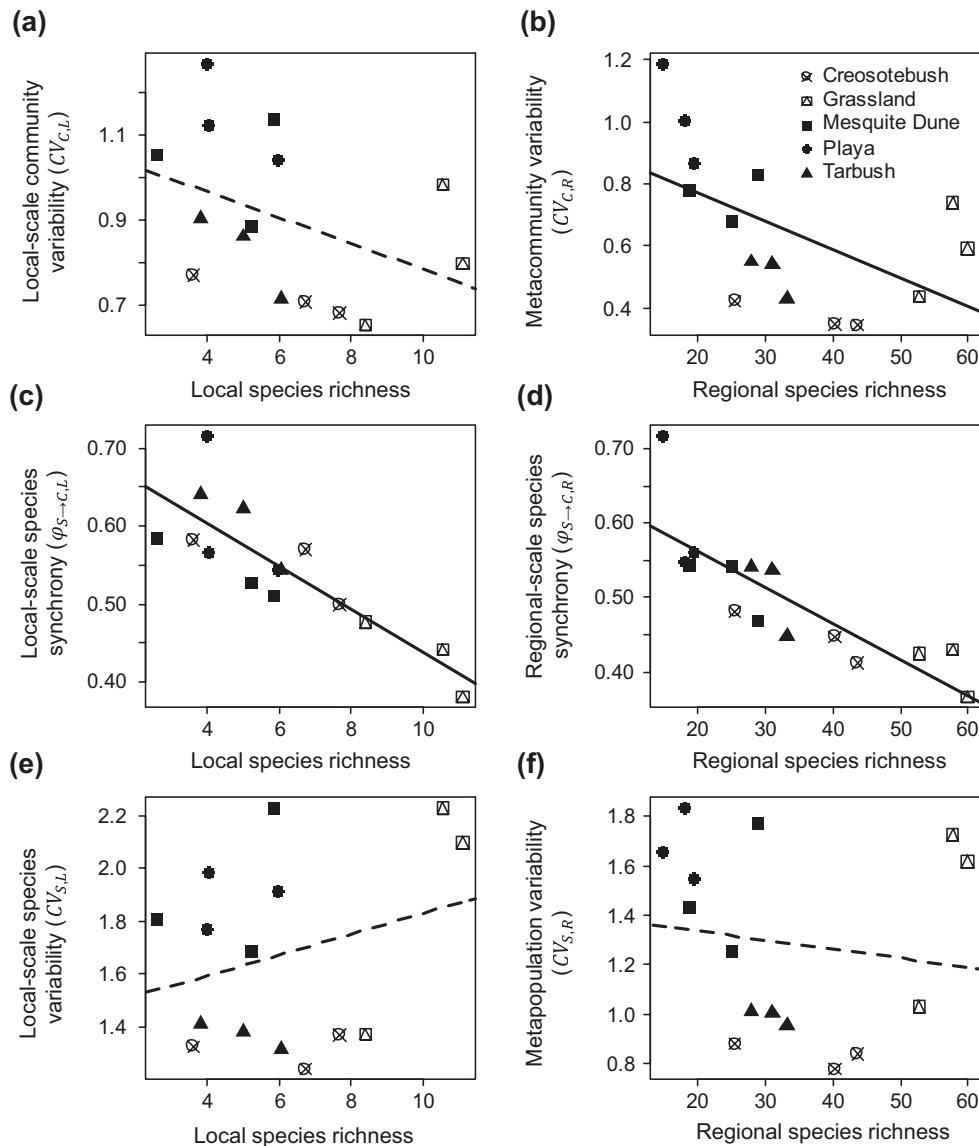 (a)
Local-scale community
variability (CV_C,L)
1.1
0.9
0.7
4 6 8 10
Local species richness
(b)
Metacommunity variability
(CV_C,R)
1.2
1.0
0.8
0.6
0.4
20 30 40 50 60
Regional species richness
Creosotebush
Grassland
Mesquite Dune
Playa
Tarbush
(c)
Local-scale species
synchrony (φ_S→C,L)
0.70
0.60
0.50
0.40
4 6 8 10
Local species richness
(d)
Regional-scale species
synchrony (φ_S→C,R)
0.70
0.60
0.50
0.40
20 30 40 50 60
Regional species richness
(e)
Local-scale species
variability (CV_S,L)
2.2
2.0
1.8
1.6
1.4
4 6 8 10
Local species richness
(f)
Metapopulation variability
(CV_S,R)
1.8
1.6
1.4
1.2
1.0
0.8
20 30 40 50 60
Regional species richness